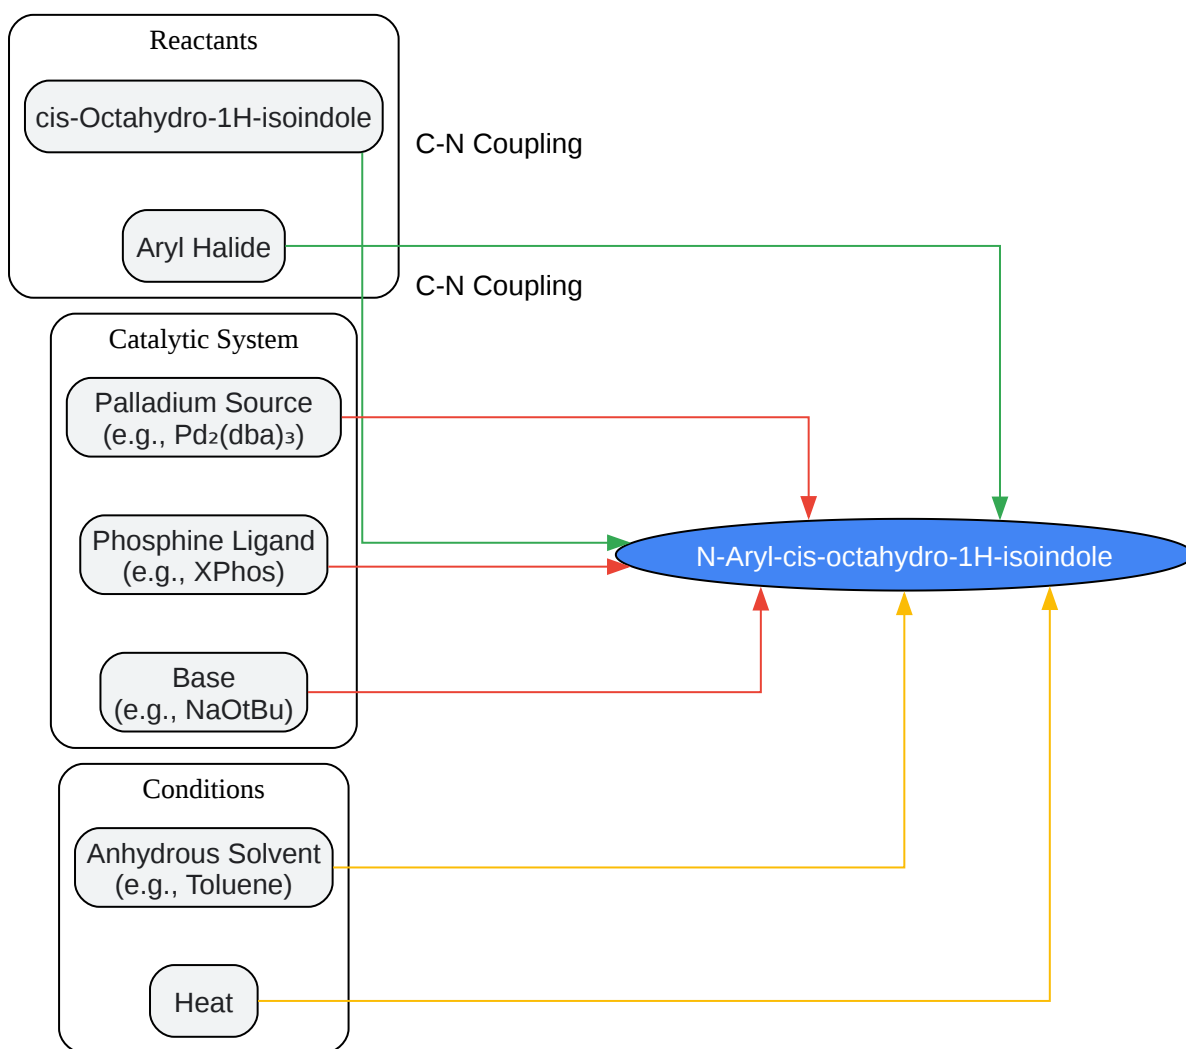 Reactants
cis-Octahydro-1H-isoindole
C-N Coupling
Aryl Halide
C-N Coupling
Catalytic System
Palladium Source
(e.g., Pd₂(dba)₃)
Phosphine Ligand
(e.g., XPhos)
N-Aryl-cis-octahydro-1H-isoindole
Base
(e.g., NaOtBu)
Conditions
Anhydrous Solvent
(e.g., Toluene)
Heat